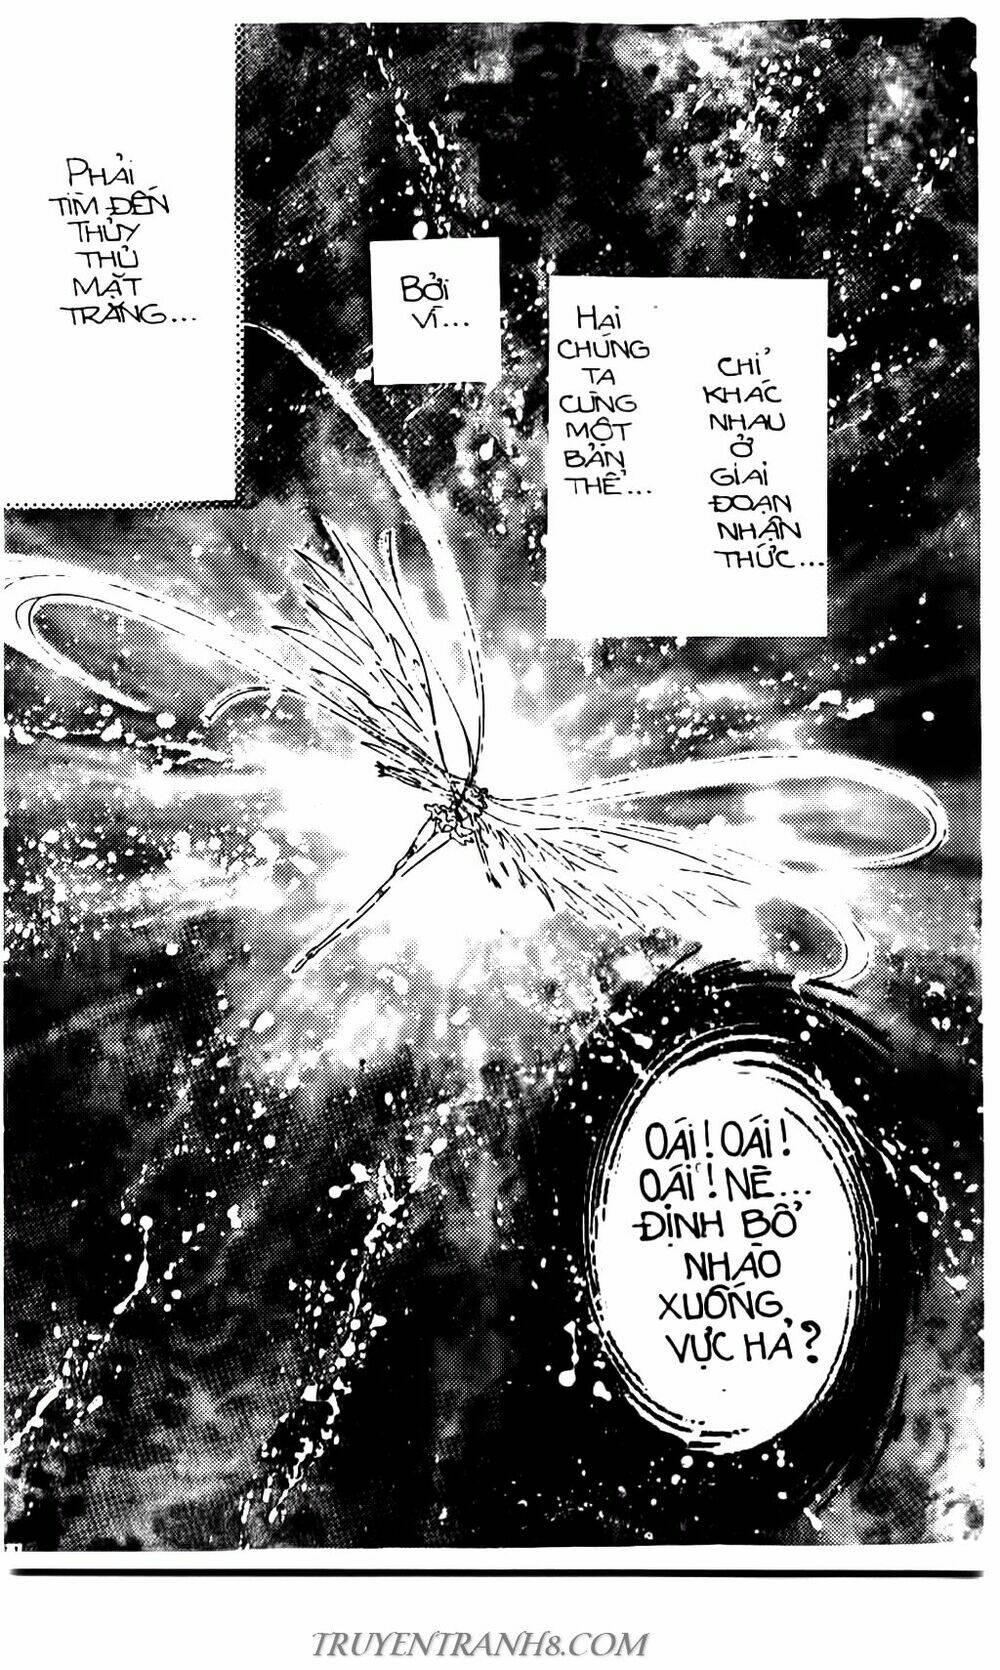 PHẢI
TÌM ĐẾN
THỦY
THỦ
MẶT
TRĂNG...
BỞI
VÌ...
HAI
CHÚNG
TA
CÙNG
MỘT
BẢN
THỂ...
CHỈ
KHÁC
NHAU
Ở
GIAI
ĐOẠN
NHẬN
THỨC...
OÁI! OÁI!
OÁI! NÈ...
ĐỊNH BỔ
NHÀO
XUỐNG
VỰC HẢ?
TRUYENTRANH8.COM